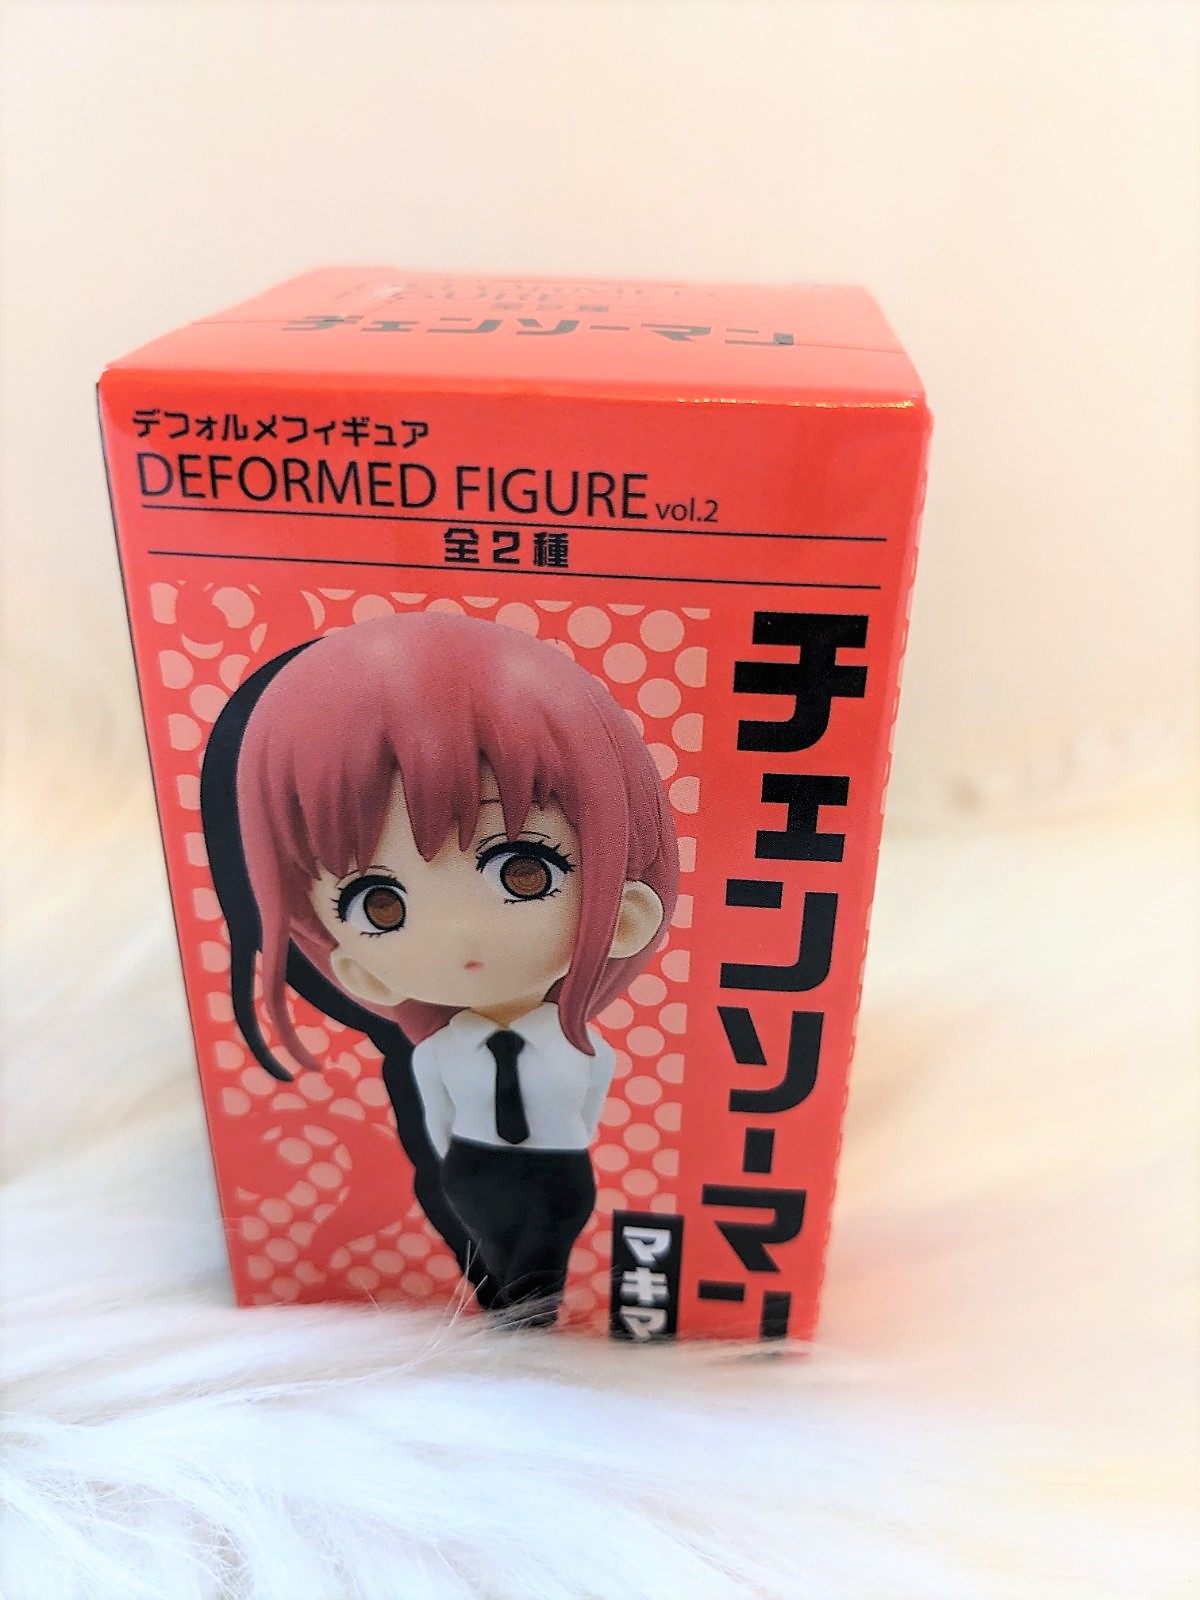 チェンソーマン
デフォルメフィギュア
DEFORMED FIGURE vol.2
全2種
チェンソーマン
マキマ